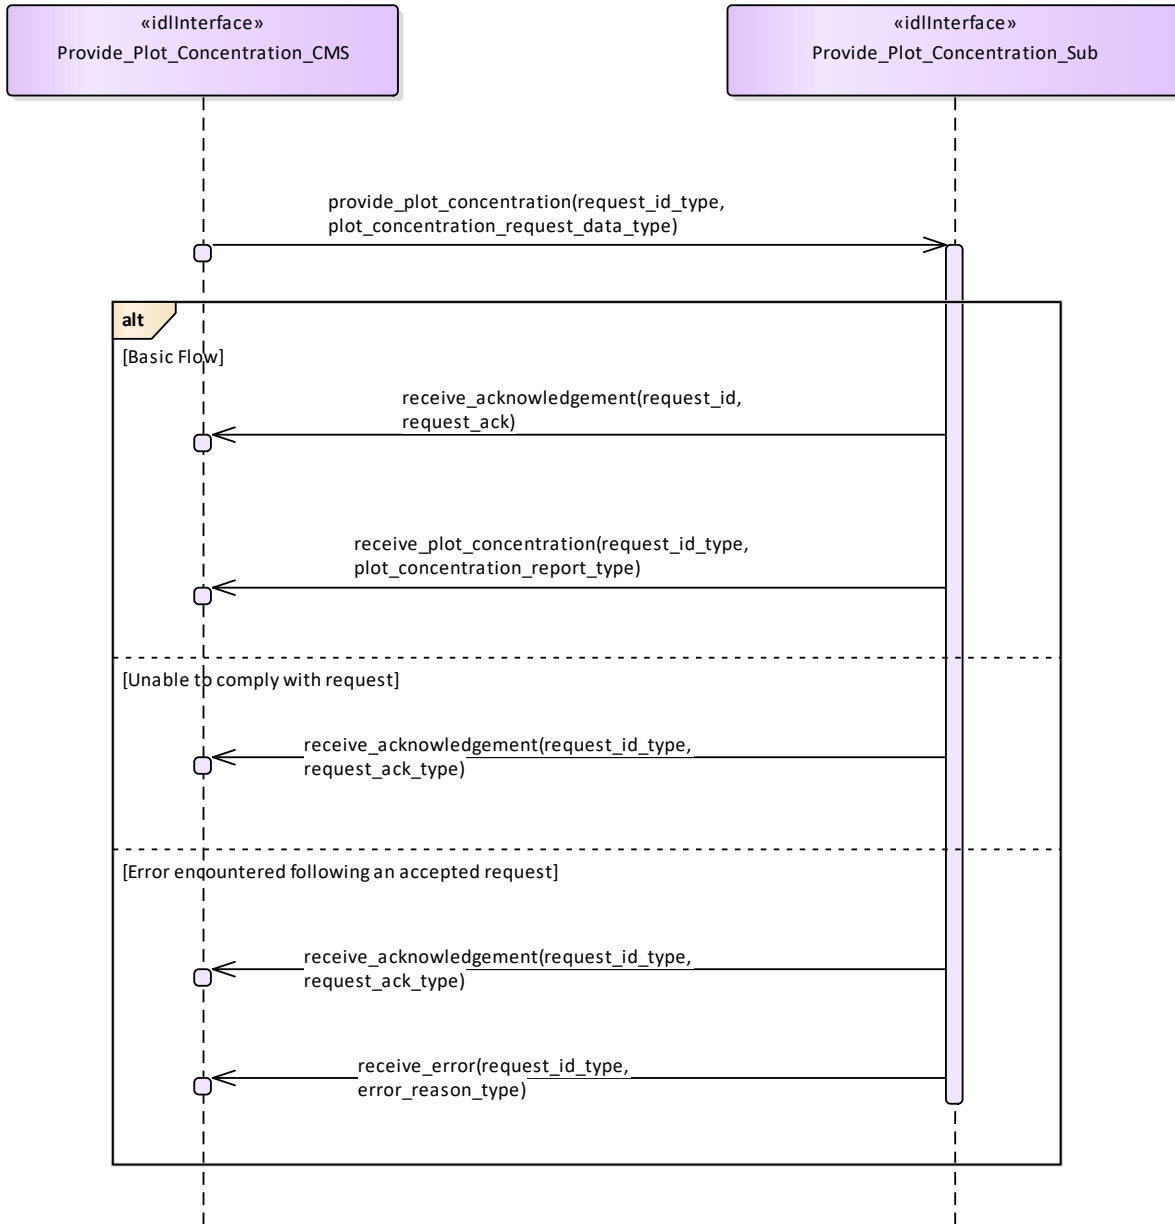 «idlInterface»
Provide_Plot_Concentration_CMS
«idlInterface»
Provide_Plot_Concentration_Sub
provide_plot_concentration(request_id_type,
plot_concentration_request_data_type)
alt
[Basic Flow]
receive_acknowledgement(request_id,
request_ack)
receive_plot_concentration(request_id_type,
plot_concentration_report_type)
[Unable to comply with request]
receive_acknowledgement(request_id_type,
request_ack_type)
[Error encountered following an accepted request]
receive_acknowledgement(request_id_type,
request_ack_type)
receive_error(request_id_type,
error_reason_type)